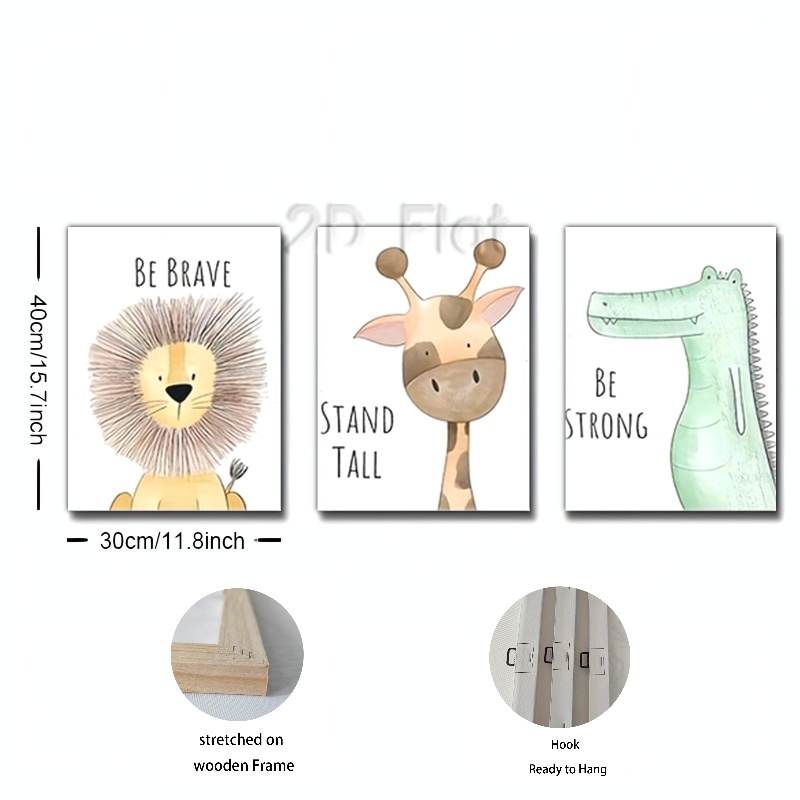 2D Flat
BE BRAVE
STAND
TALL
BE
STRONG
40cm/15.7inch
30cm/11.8inch
stretched on
wooden Frame
Hook
Ready to Hang